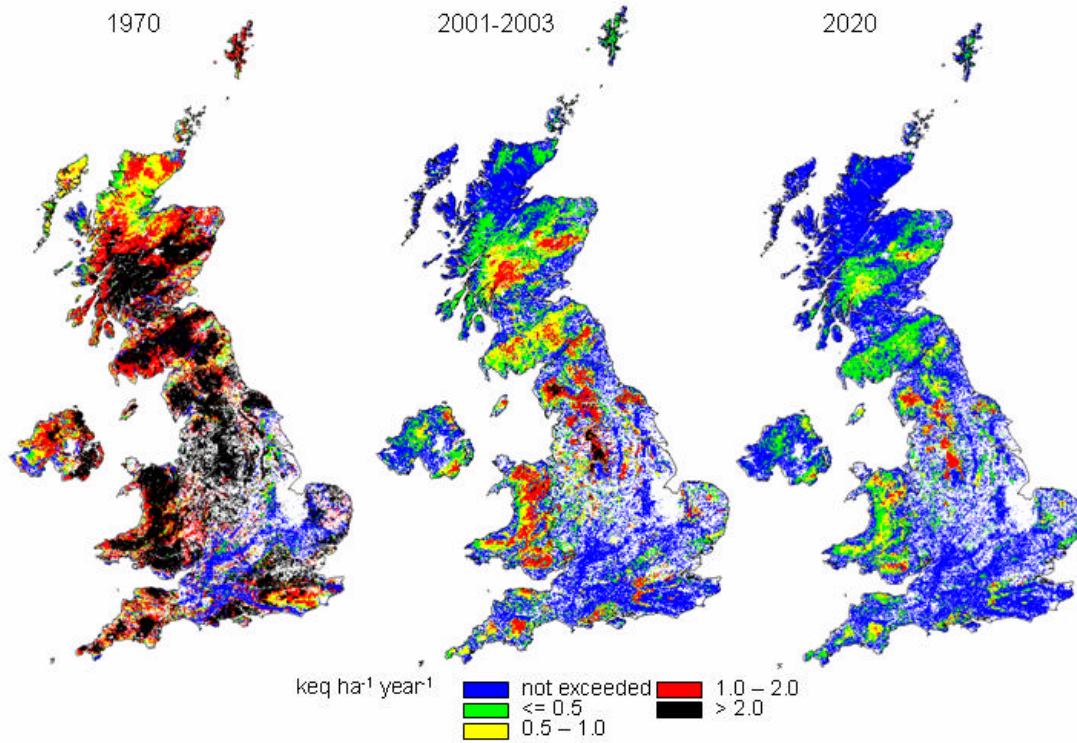 1970 2001-2003 2020
keq ha⁻¹ year⁻¹ not exceeded 1.0 – 2.0
<= 0.5 > 2.0
0.5 – 1.0